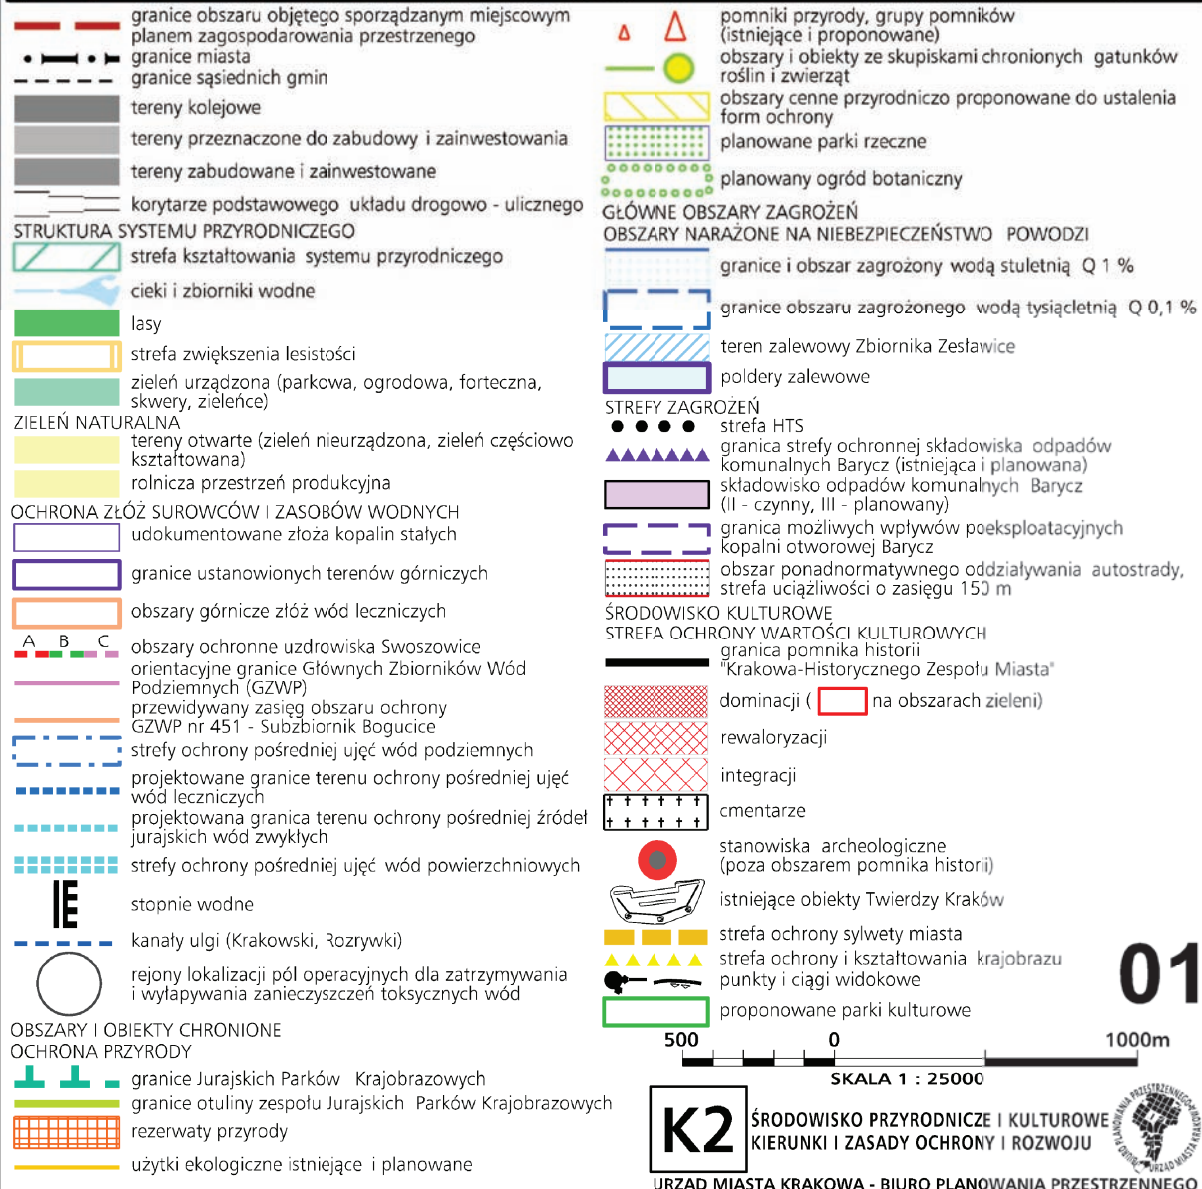 granice obszaru objętego sporządzanym miejscowym
planem zagospodarowania przestrzenego
granice miasta
granice sąsiednich gmin
tereny kolejowe
tereny przeznaczone do zabudowy i zainwestowania
tereny zabudowane i zainwestowane
korytarze podstawowego układu drogowo - ulicznego
STRUKTURA SYSTEMU PRZYRODNICZEGO
strefa kształtowania systemu przyrodniczego
cieki i zbiorniki wodne
lasy
strefa zwiększenia lesistości
zieleń urządzona (parkowa, ogrodowa, forteczna,
skwery, zieleńce)
ZIELEŃ NATURALNA
tereny otwarte (zieleń nieurządzona, zieleń częściowo
kształtowana)
rolnicza przestrzeń produkcyjna
OCHRONA ZŁÓŻ SUROWCÓW I ZASOBÓW WODNYCH
udokumentowane złoża kopalin stałych
granice ustanowionych terenów górniczych
obszary górnicze złóż wód leczniczych
A B C
obszary ochronne uzdrowiska Swoszowice
orientacyjne granice Głównych Zbiorników Wód
Podziemnych (GZWP)
przewidywany zasięg obszaru ochrony
GZWP nr 451 - Subzbiornik Bogucice
strefy ochrony pośredniej ujęć wód podziemnych
projektowane granice terenu ochrony pośredniej ujęć
wód leczniczych
projektowana granica terenu ochrony pośredniej źródeł
jurajskich wód zwykłych
strefy ochrony pośredniej ujęć wód powierzchniowych
stopnie wodne
kanały ulgi (Krakowski, Rozrywki)
rejony lokalizacji pól operacyjnych dla zatrzymywania
i wyłapywania zanieczyszczeń toksycznych wód
OBSZARY I OBIEKTY CHRONIONE
OCHRONA PRZYRODY
granice Jurajskich Parków Krajobrazowych
granice otuliny zespołu Jurajskich Parków Krajobrazowych
rezerwaty przyrody
użytki ekologiczne istniejące i planowane
pomniki przyrody, grupy pomników
(istniejące i proponowane)
obszary i obiekty ze skupiskami chronionych gatunków
roślin i zwierząt
obszary cenne przyrodniczo proponowane do ustalenia
form ochrony
planowane parki rzeczne
planowany ogród botaniczny
GŁÓWNE OBSZARY ZAGROŻEŃ
OBSZARY NARAŻONE NA NIEBEZPIECZEŃSTWO POWODZI
granice i obszar zagrożony wodą stuletnią Q 1 %
granice obszaru zagrożonego wodą tysiącletnią Q 0,1 %
teren zalewowy Zbiornika Zesławice
poldery zalewowe
STREFY ZAGROŻEŃ
strefa HTS
granica strefy ochronnej składowiska odpadów
komunalnych Barycz (istniejąca i planowana)
składowisko odpadów komunalnych Barycz
(II - czynny, III - planowany)
granica możliwych wpływów poeksploatacyjnych
kopalni otworowej Barycz
obszar ponadnormatywnego oddziaływania autostrady,
strefa uciążliwości o zasięgu 150 m
ŚRODOWISKO KULTUROWE
STREFA OCHRONY WARTOŚCI KULTUROWYCH
granica pomnika historii
"Krakowa-Historycznego Zespołu Miasta"
dominacji ( na obszarach zieleni)
rewaloryzacji
integracji
cmentarze
stanowiska archeologiczne
(poza obszarem pomnika historii)
istniejące obiekty Twierdzy Kraków
strefa ochrony sylwety miasta
strefa ochrony i kształtowania krajobrazu
punkty i ciągi widokowe
proponowane parki kulturowe
01
500 0 1000m
SKALA 1 : 25000
K2
ŚRODOWISKO PRZYRODNICZE I KULTUROWE
KIERUNKI I ZASADY OCHRONY I ROZWOJU
URZĄD MIASTA KRAKOWA - BIURO PLANOWANIA PRZESTRZENNEGO